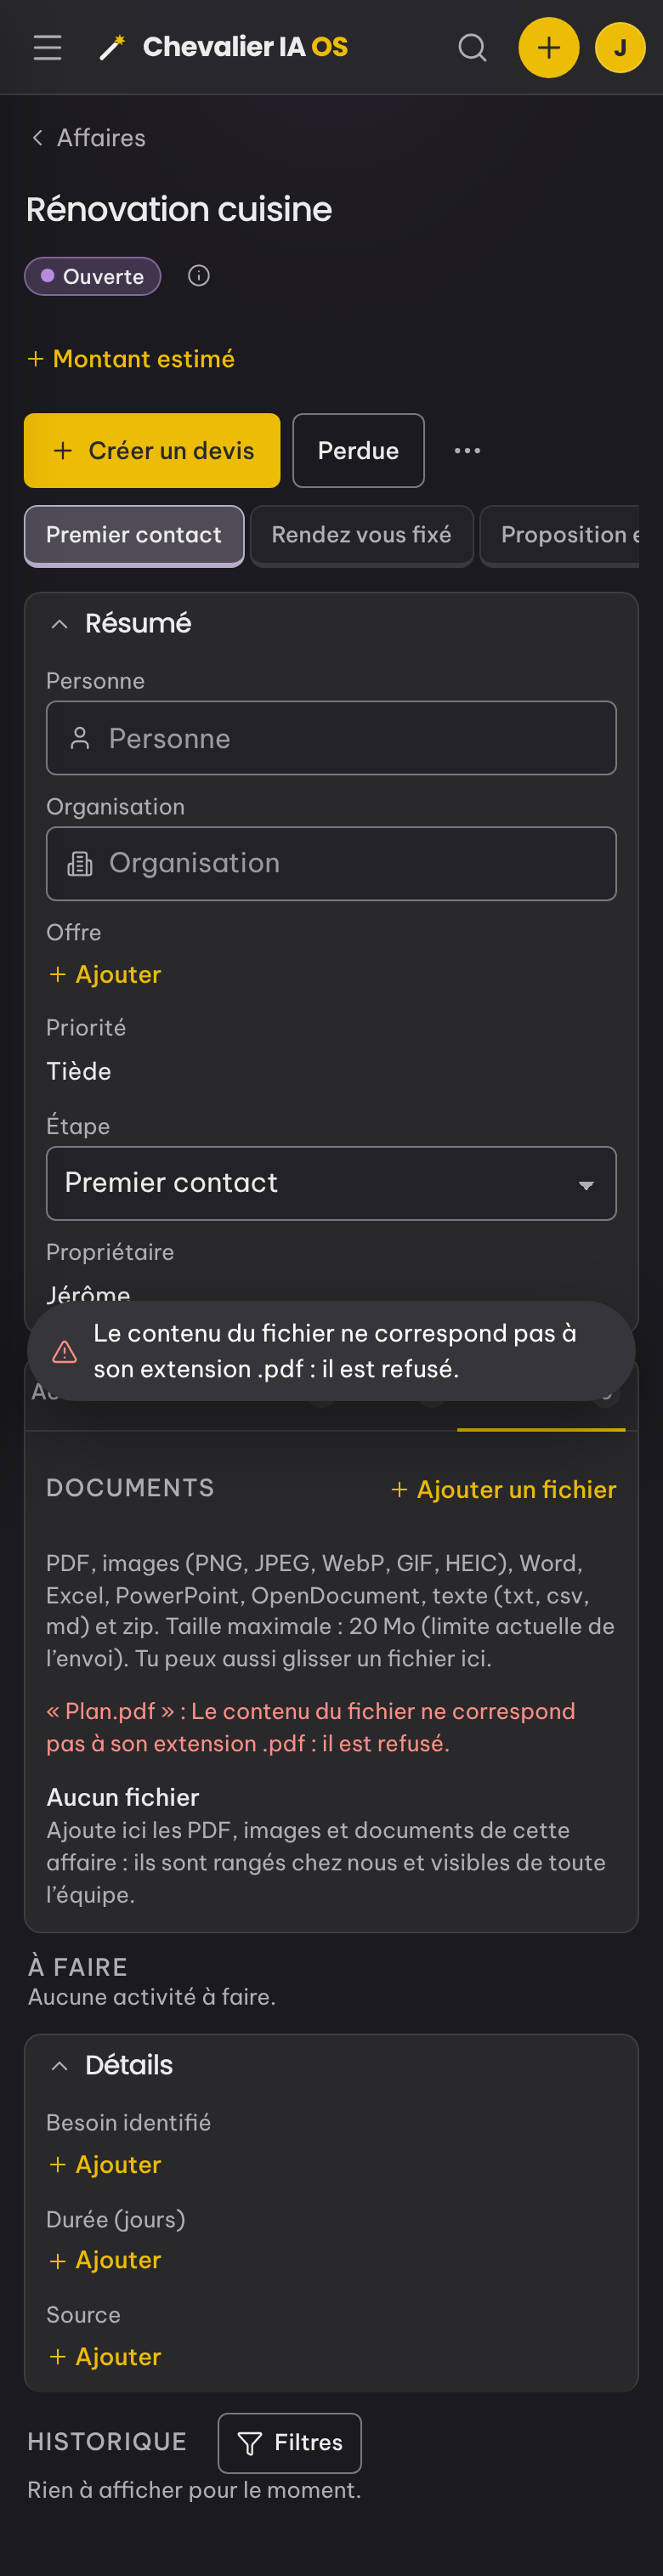 Chevalier IA OS
J
Affaires
Rénovation cuisine
Ouverte
+ Montant estimé
+ Créer un devis
Perdue
Premier contact
Rendez vous fixé
Proposition
Résumé
Personne
Personne
Organisation
Organisation
Offre
+ Ajouter
Priorité
Tiède
Étape
Premier contact
Propriétaire
Jérôme
Le contenu du fichier ne correspond pas à
son extension .pdf : il est refusé.
DOCUMENTS
+ Ajouter un fichier
PDF, images (PNG, JPEG, WebP, GIF, HEIC), Word,
Excel, PowerPoint, OpenDocument, texte (txt, csv,
md) et zip. Taille maximale : 20 Mo (limite actuelle de
l’envoi). Tu peux aussi glisser un fichier ici.
« Plan.pdf » : Le contenu du fichier ne correspond
pas à son extension .pdf : il est refusé.
Aucun fichier
Ajoute ici les PDF, images et documents de cette
affaire : ils sont rangés chez nous et visibles de toute
l’équipe.
À FAIRE
Aucune activité à faire.
Détails
Besoin identifié
+ Ajouter
Durée (jours)
+ Ajouter
Source
+ Ajouter
HISTORIQUE
Filtres
Rien à afficher pour le moment.